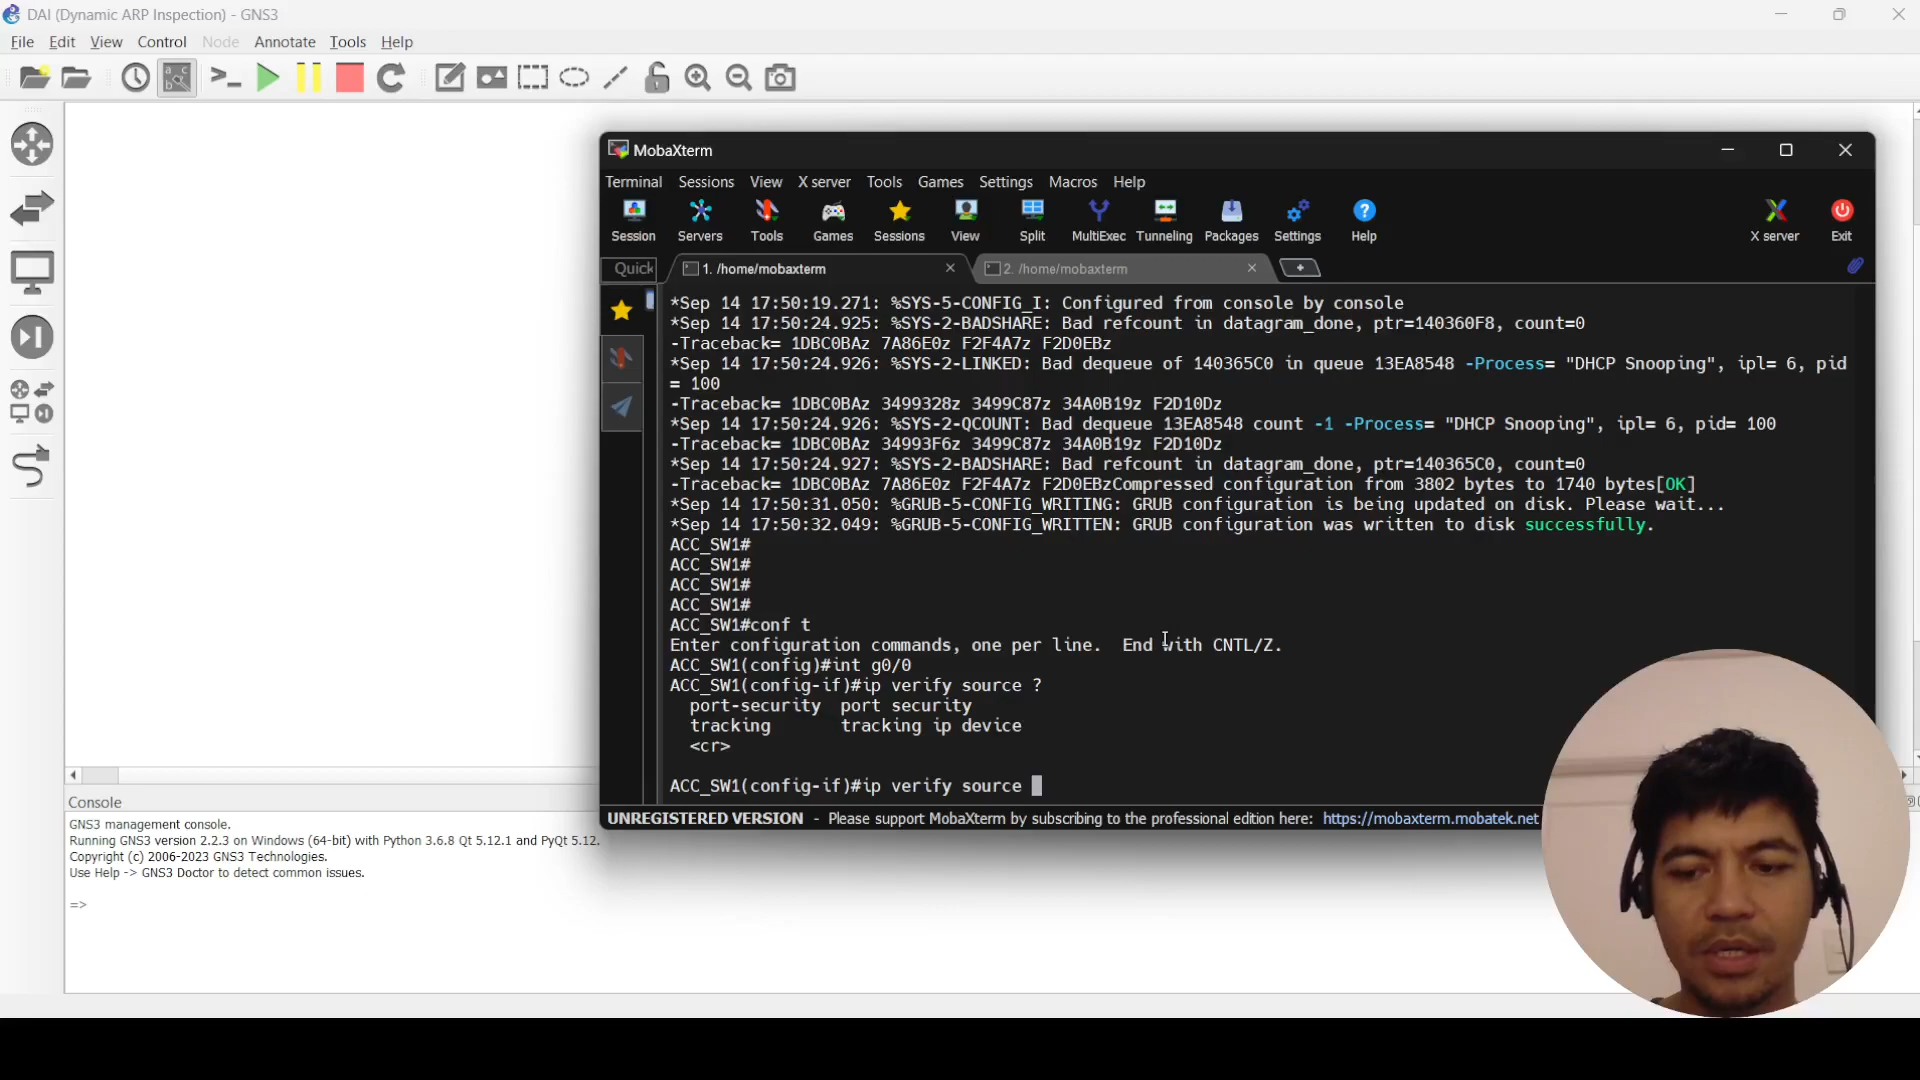 DAI (Dynamic ARP Inspection) - GNS3
File Edit View Control Node Annotate Tools Help
MobaXterm
Terminal Sessions View X server Tools Games Settings Macros Help
Session Servers Tools Games Sessions View Split MultiExec Tunneling Packages Settings Help X server Exit
Quick 1. /home/mobaxterm 2. /home/mobaxterm
*Sep 14 17:50:19.271: %SYS-5-CONFIG_I: Configured from console by console
*Sep 14 17:50:24.925: %SYS-2-BADSHARE: Bad refcount in datagram_done, ptr=140360F8, count=0
-Traceback= 1DBC0BAz 7A86E0z F2F4A7z F2D0EBz
*Sep 14 17:50:24.926: %SYS-2-LINKED: Bad dequeue of 140365C0 in queue 13EA8548 -Process= "DHCP Snooping", ipl= 6, pid
= 100
-Traceback= 1DBC0BAz 3499328z 3499C87z 34A0B19z F2D10Dz
*Sep 14 17:50:24.926: %SYS-2-QCOUNT: Bad dequeue 13EA8548 count -1 -Process= "DHCP Snooping", ipl= 6, pid= 100
-Traceback= 1DBC0BAz 34993F6z 3499C87z 34A0B19z F2D10Dz
*Sep 14 17:50:24.927: %SYS-2-BADSHARE: Bad refcount in datagram_done, ptr=140365C0, count=0
-Traceback= 1DBC0BAz 7A86E0z F2F4A7z F2D0EBzCompressed configuration from 3802 bytes to 1740 bytes[OK]
*Sep 14 17:50:31.050: %GRUB-5-CONFIG_WRITING: GRUB configuration is being updated on disk. Please wait...
*Sep 14 17:50:32.049: %GRUB-5-CONFIG_WRITTEN: GRUB configuration was written to disk successfully.
ACC_SW1#
ACC_SW1#
ACC_SW1#
ACC_SW1#
ACC_SW1#conf t
Enter configuration commands, one per line.  End with CNTL/Z.
ACC_SW1(config)#int g0/0
ACC_SW1(config-if)#ip verify source ?
port-security  port security
tracking       tracking ip device
<cr>
ACC_SW1(config-if)#ip verify source
UNREGISTERED VERSION - Please support MobaXterm by subscribing to the professional edition here: https://mobaxterm.mobatek.net
Console
GNS3 management console.
Running GNS3 version 2.2.3 on Windows (64-bit) with Python 3.6.8 Qt 5.12.1 and PyQt 5.12.
Copyright (c) 2006-2023 GNS3 Technologies.
Use Help -> GNS3 Doctor to detect common issues.
=>